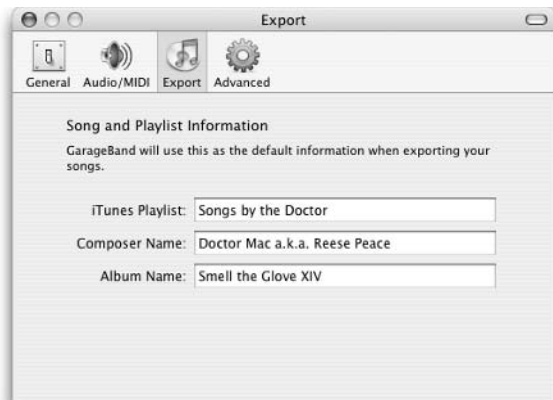 Export
General Audio/MIDI Export Advanced
Song and Playlist Information
GarageBand will use this as the default information when exporting your
songs.
iTunes Playlist: Songs by the Doctor
Composer Name: Doctor Mac a.k.a. Reese Peace
Album Name: Smell the Glove XIV